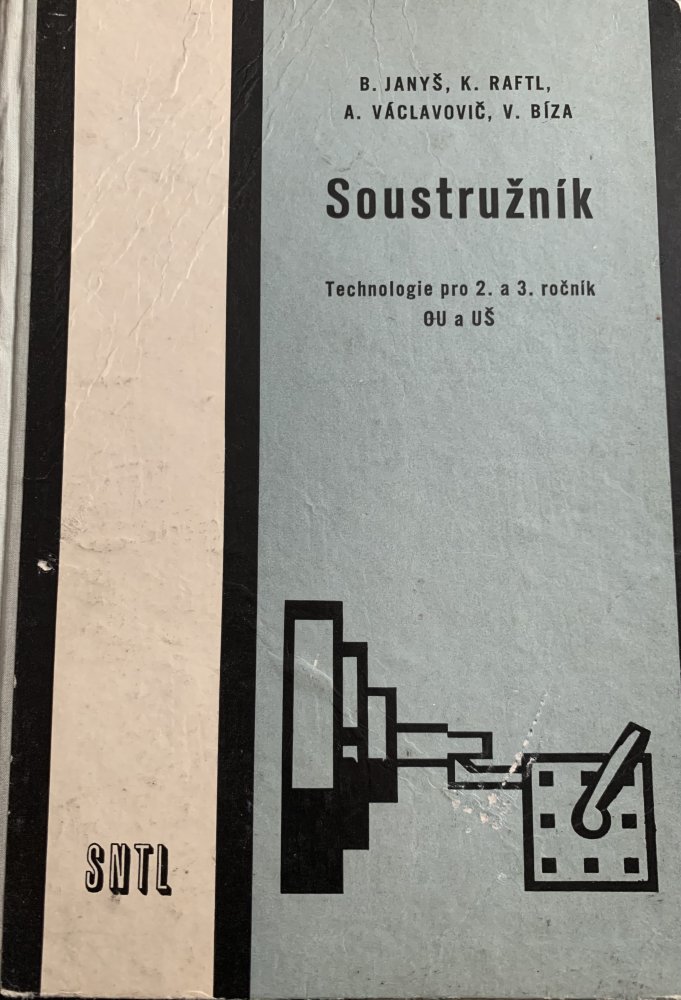 B. JANYŠ, K. RAFTL,
A. VÁCLAVOVIČ, V. BÍZA
Soustružník
Technologie pro 2. a 3. ročník
OU a UŠ
SNTL